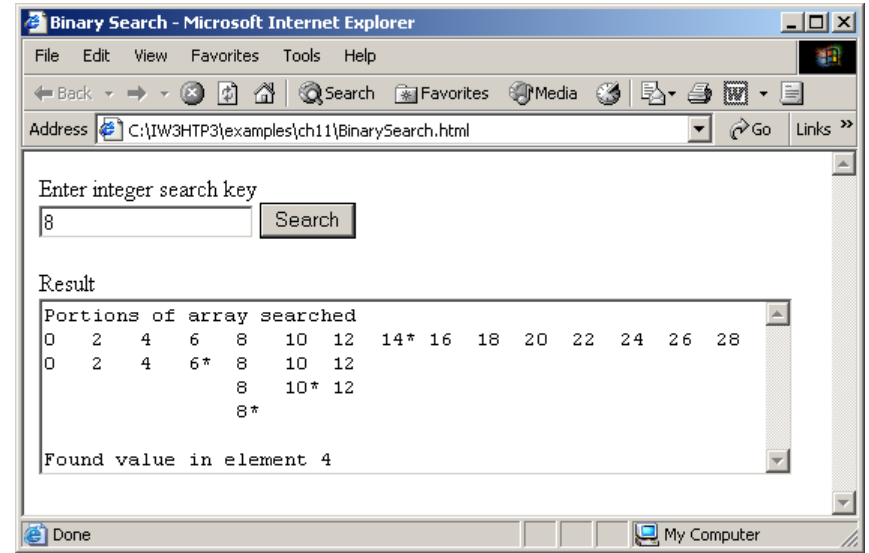 Binary Search - Microsoft Internet Explorer
File Edit View Favorites Tools Help
Back Search Favorites Media
Address C:\IW3HTP3\examples\ch11\BinarySearch.html Go Links »
Enter integer search key
8 Search
Result
Portions of array searched
0 2 4 6 8 10 12 14* 16 18 20 22 24 26 28
0 2 4 6* 8 10 12
8 10* 12
8*
Found value in element 4
Done My Computer